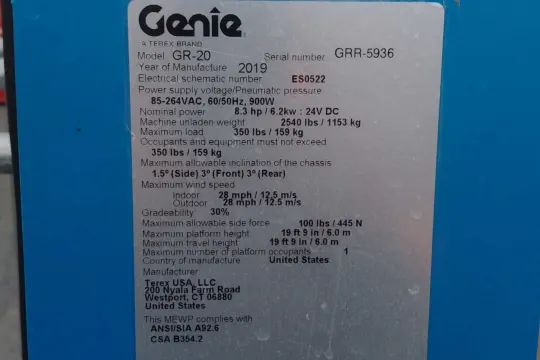 Genie
A TEREX BRAND
Model GR-20 Serial number GRR-5936
Year of Manufacture 2019
Electrical schematic number ES0522
Power supply voltage/Pneumatic pressure
85-264VAC, 60/50Hz, 900W
Nominal power 8.3 hp / 6.2kw : 24V DC
Machine unladen weight 2540 lbs / 1153 kg
Maximum load 350 lbs / 159 kg
Occupants and equipment must not exceed
350 lbs / 159 kg
Maximum allowable inclination of the chassis
1.5° (Side) 3° (Front) 3° (Rear)
Maximum wind speed
Indoor 28 mph / 12.5 m/s
Outdoor 28 mph / 12.5 m/s
Gradeability 30%
Maximum allowable side force 100 lbs / 445 N
Maximum platform height 19 ft 9 in / 6.0 m
Maximum travel height 19 ft 9 in / 6.0 m
Maximum number of platform occupants 1
Country of manufacture United States
Manufacturer
Terex USA, LLC
200 Nyala Farm Road
Westport, CT 06880
United States
This MEWP complies with
ANSI/SIA A92.6
CSA B354.2